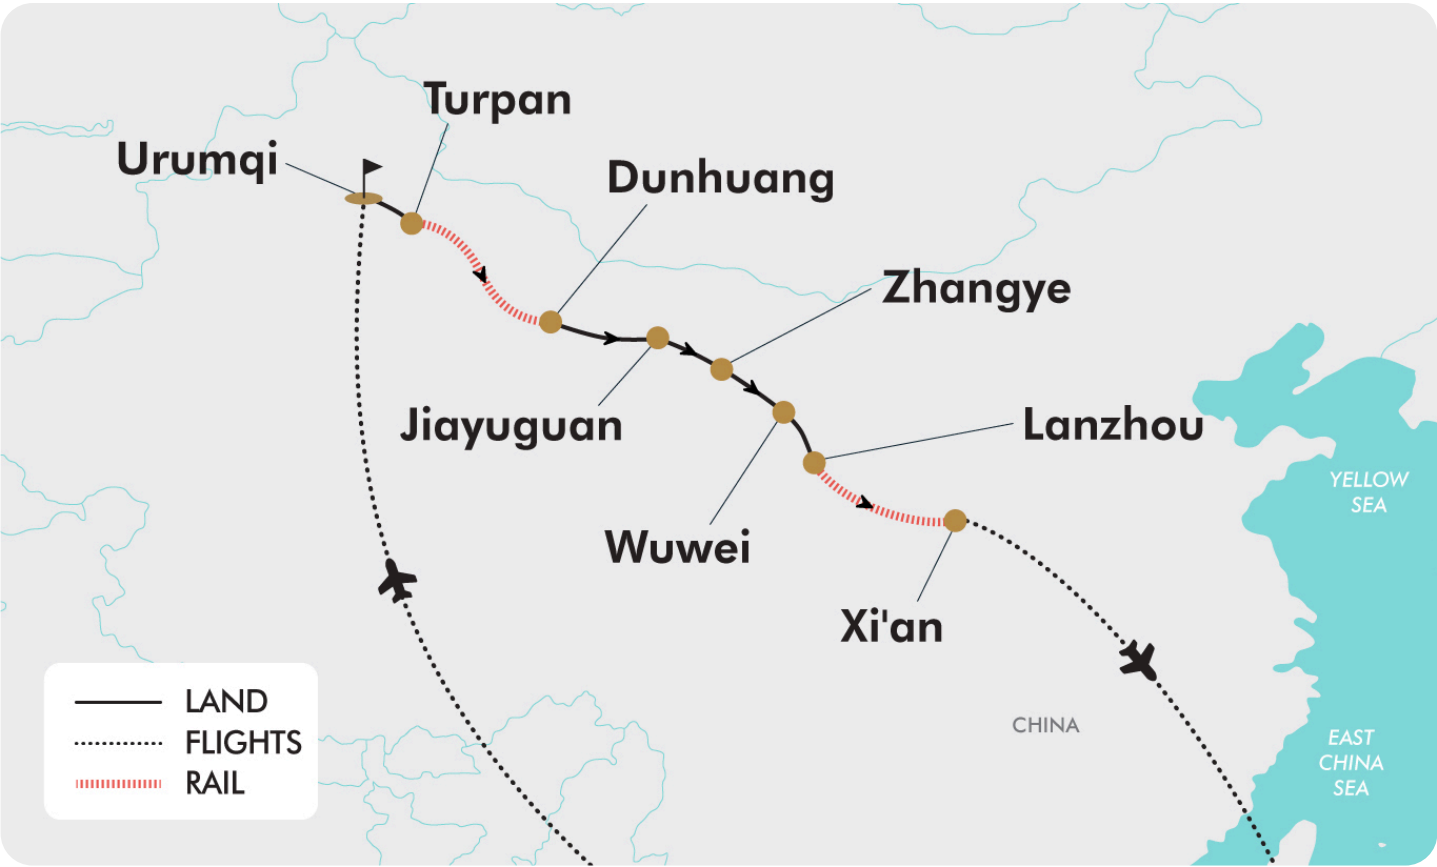 Turpan
Urumqi
Dunhuang
Zhangye
Jiayuguan
Lanzhou
YELLOW
SEA
Wuwei
Xi'an
LAND
FLIGHTS
RAIL
CHINA
EAST
CHINA
SEA